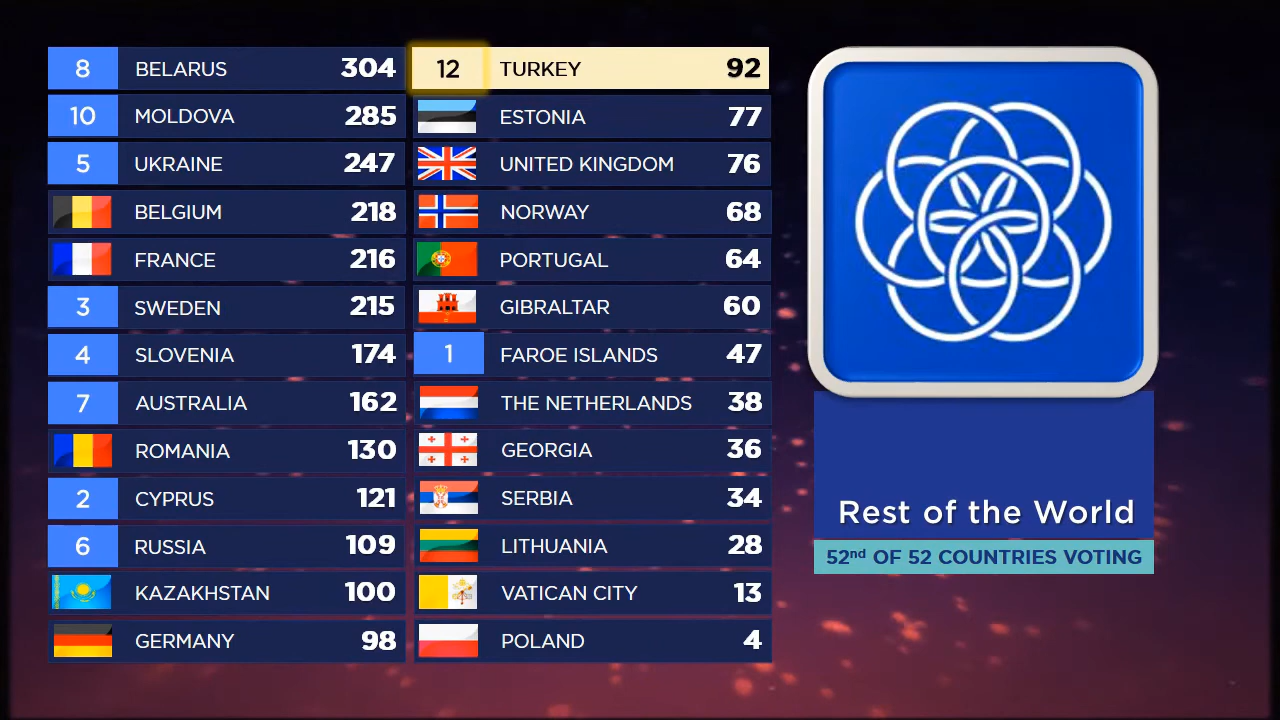 8 BELARUS 304
10 MOLDOVA 285
5 UKRAINE 247
BELGIUM 218
FRANCE 216
3 SWEDEN 215
4 SLOVENIA 174
7 AUSTRALIA 162
ROMANIA 130
2 CYPRUS 121
6 RUSSIA 109
KAZAKHSTAN 100
GERMANY 98
12 TURKEY 92
ESTONIA 77
UNITED KINGDOM 76
NORWAY 68
PORTUGAL 64
GIBRALTAR 60
1 FAROE ISLANDS 47
THE NETHERLANDS 38
GEORGIA 36
SERBIA 34
LITHUANIA 28
VATICAN CITY 13
POLAND 4
Rest of the World
52nd OF 52 COUNTRIES VOTING